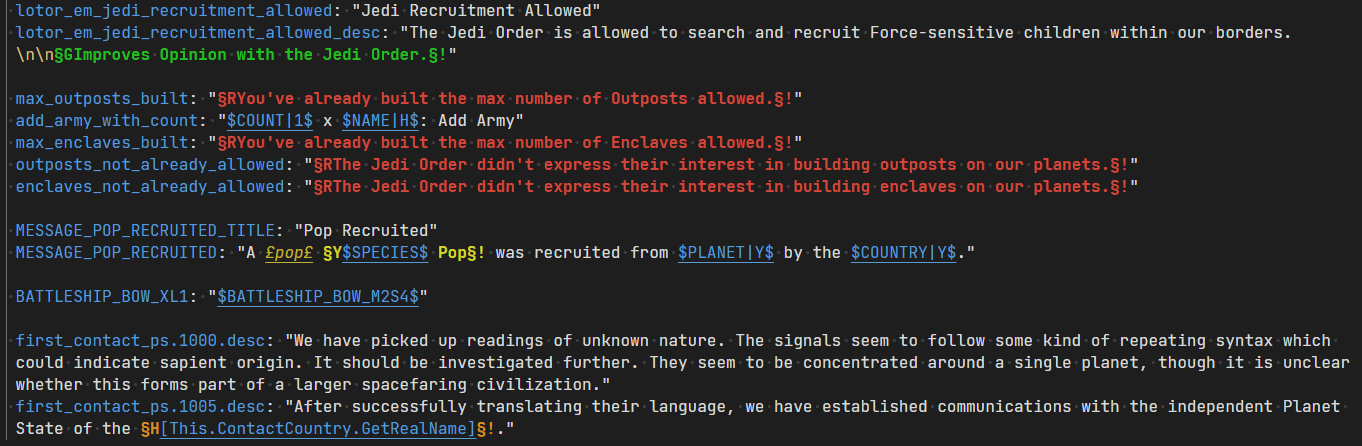 lotor_em_jedi_recruitment_allowed: "Jedi Recruitment Allowed"
lotor_em_jedi_recruitment_allowed_desc: "The Jedi Order is allowed to search and recruit Force-sensitive children within our borders.
\n\n§GImproves Opinion with the Jedi Order.§!"
max_outposts_built: "§RYou've already built the max number of Outposts allowed.§!"
add_army_with_count: "$COUNT|1$ x $NAME|H$: Add Army"
max_enclaves_built: "§RYou've already built the max number of Enclaves allowed.§!"
outposts_not_already_allowed: "§RThe Jedi Order didn't express their interest in building outposts on our planets.§!"
enclaves_not_already_allowed: "§RThe Jedi Order didn't express their interest in building enclaves on our planets.§!"
MESSAGE_POP_RECRUITED_TITLE: "Pop Recruited"
MESSAGE_POP_RECRUITED: "A £pop£ §Y$SPECIES$ Pop§! was recruited from $PLANET|Y$ by the $COUNTRY|Y$."
BATTLESHIP_BOW_XL1: "$BATTLESHIP_BOW_M2S4$"
first_contact_ps.1000.desc: "We have picked up readings of unknown nature. The signals seem to follow some kind of repeating syntax which
could indicate sapient origin. It should be investigated further. They seem to be concentrated around a single planet, though it is unclear
whether this forms part of a larger spacefaring civilization."
first_contact_ps.1005.desc: "After successfully translating their language, we have established communications with the independent Planet
State of the §H[This.ContactCountry.GetRealName]§!."